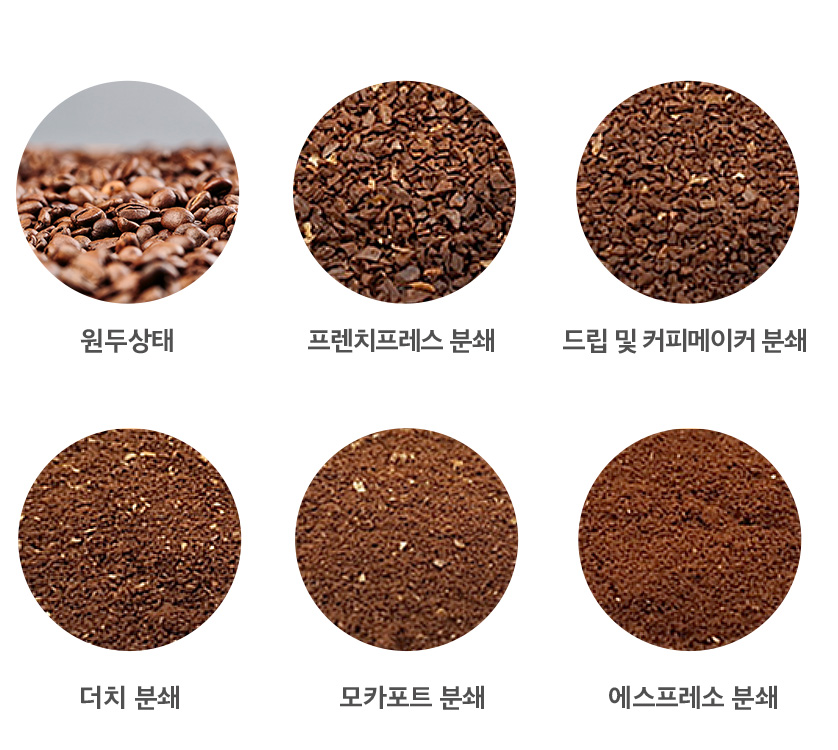 원두상태
프렌치프레스 분쇄
드립 및 커피메이커 분쇄
더치 분쇄
모카포트 분쇄
에스프레소 분쇄